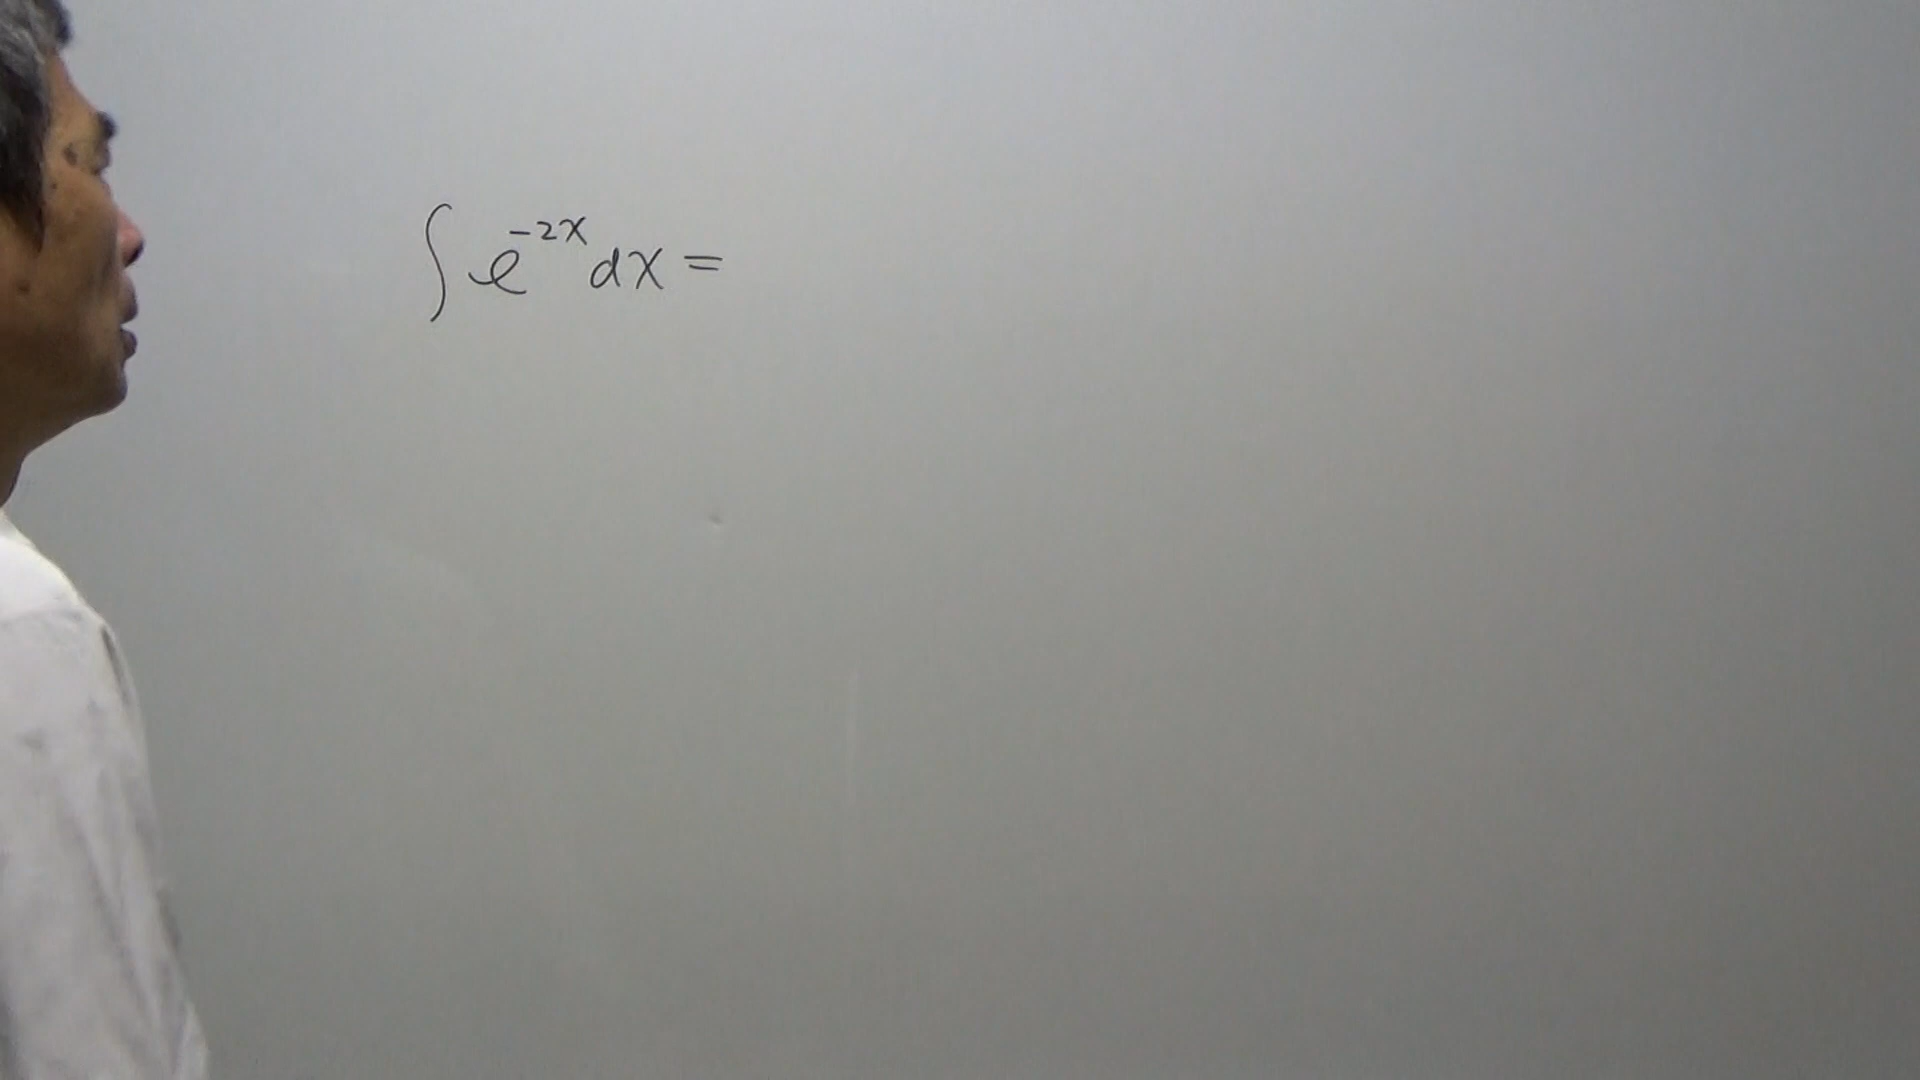 ∫ e^{-2x} dx =